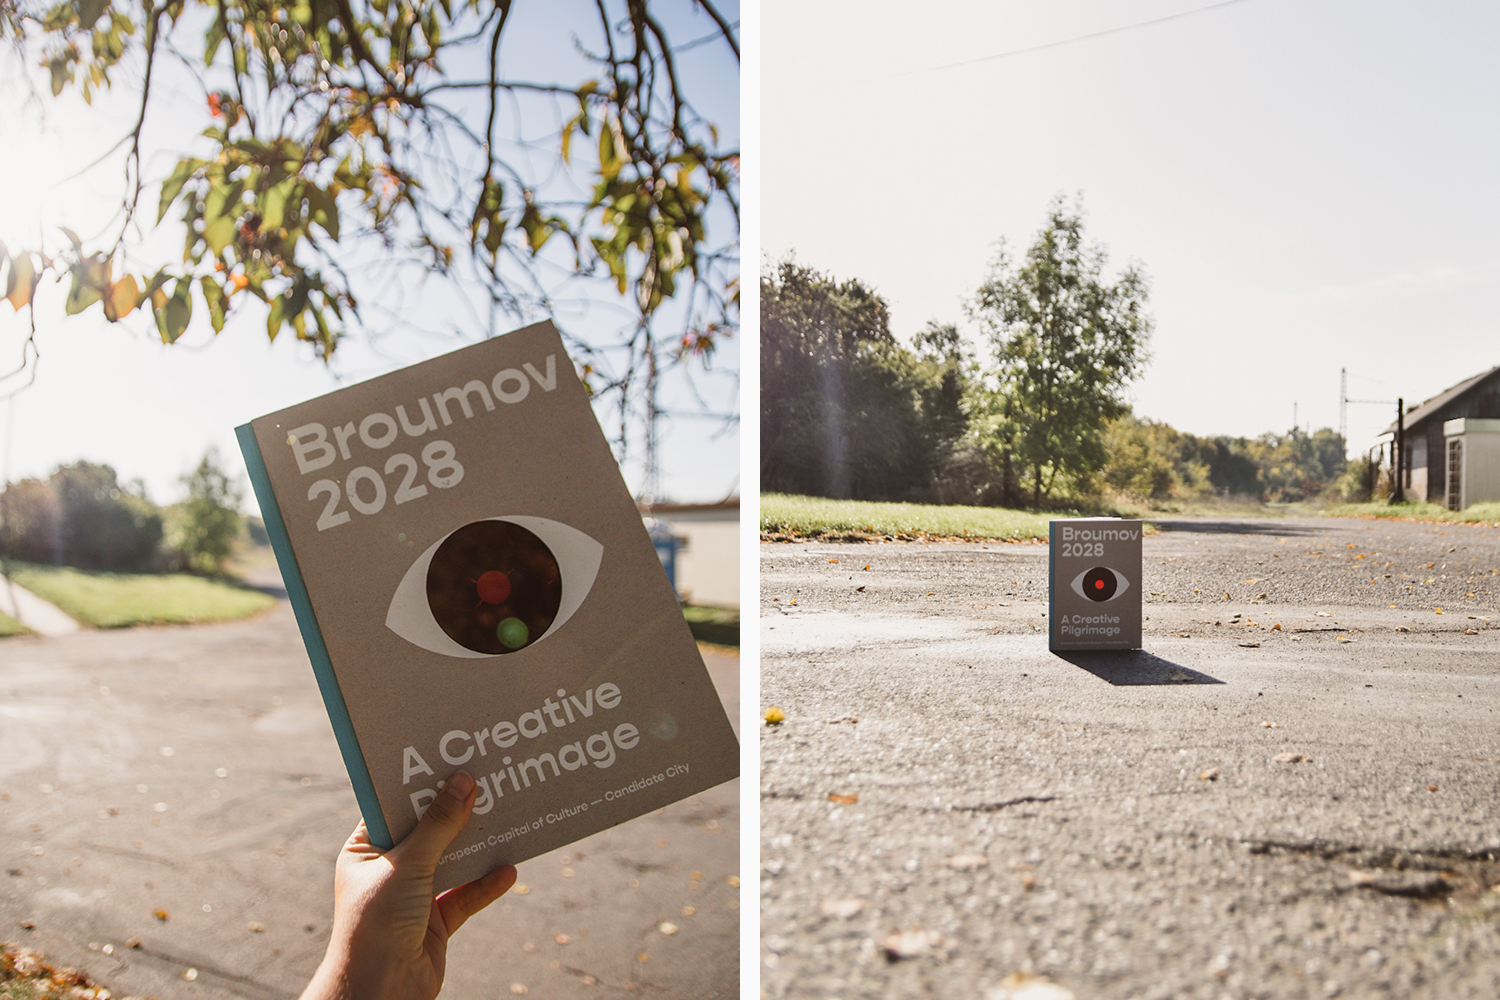 Broumov
2028
A Creative
Pilgrimage
European Capital of Culture — Candidate City
Broumov
2028
A Creative
Pilgrimage